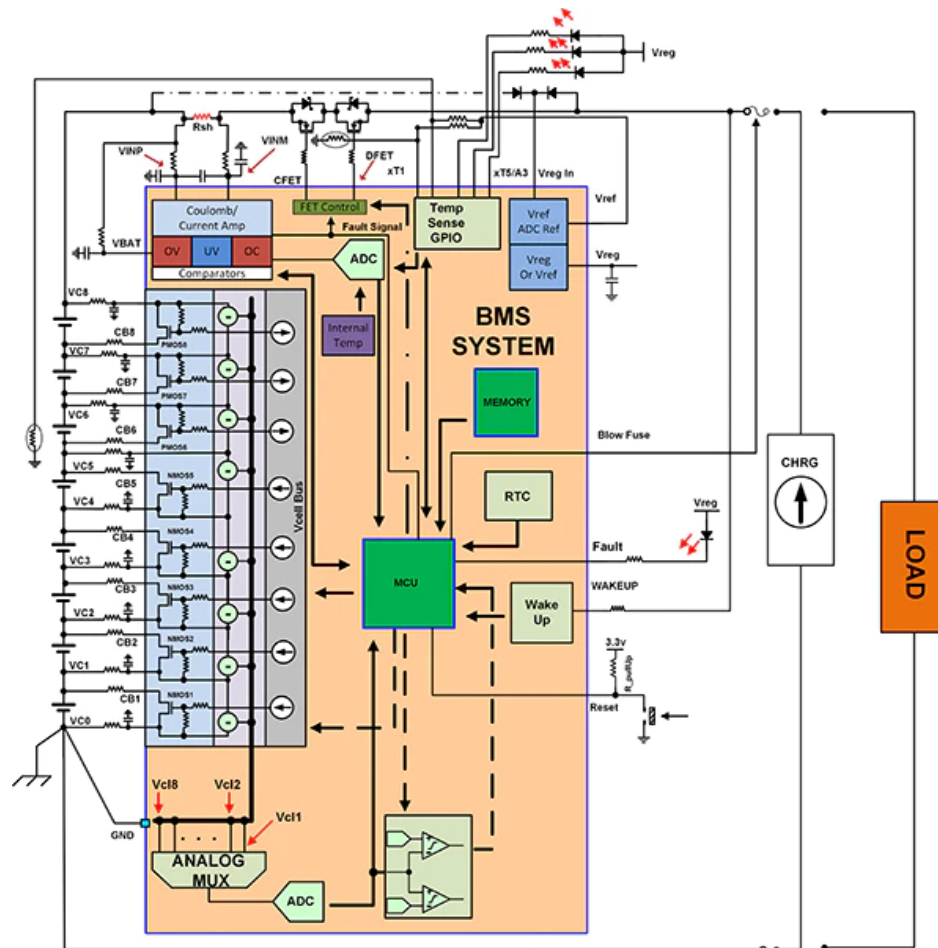 Vreg
Rsh
VINP
VINM
DFET
CFET
xT1
xT5/A3
Vreg In
Vref
Coulomb/
Current Amp
FET Control
Fault Signal
Temp
Sense
GPIO
Vref
ADC Ref
VBAT
OV
UV
OC
Comparators
ADC
Vreg
Or Vref
Vreg
VC8
CB8
PMOS8
Internal
Temp
BMS
SYSTEM
VC7
CB7
PMOS7
MEMORY
VC6
CB6
PMOS6
Blow Fuse
VC5
CB5
NMOS5
Vcell Bus
CHRG
RTC
VC4
CB4
NMOS4
Vreg
LOAD
Fault
VC3
CB3
NMOS3
MCU
WAKEUP
Wake
Up
VC2
CB2
NMOS2
3.3v
R_pullUp
VC1
CB1
NMOS1
Reset
VC0
Vcl8
Vcl2
Vcl1
GND
. . .
ANALOG
MUX
ADC